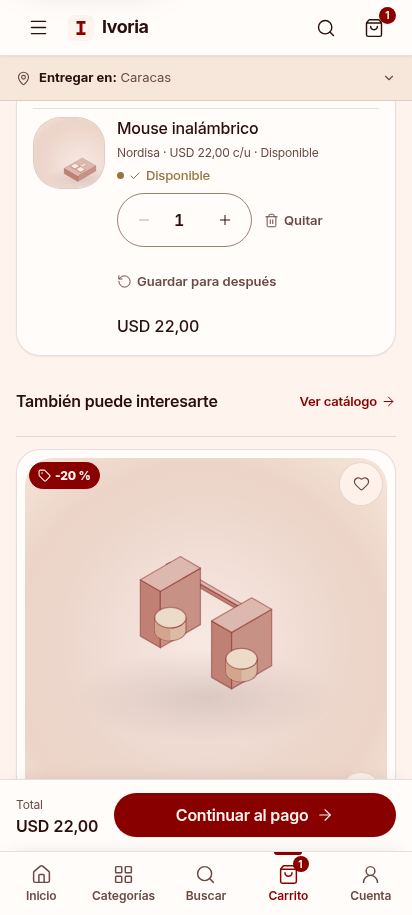 I Ivoria 1
Entregar en: Caracas
Mouse inalámbrico
Nordisa · USD 22,00 c/u · Disponible
Disponible
1
Quitar
Guardar para después
USD 22,00
También puede interesarte
Ver catálogo
-20 %
Total
USD 22,00
Continuar al pago
1
Inicio
Categorías
Buscar
Carrito
Cuenta